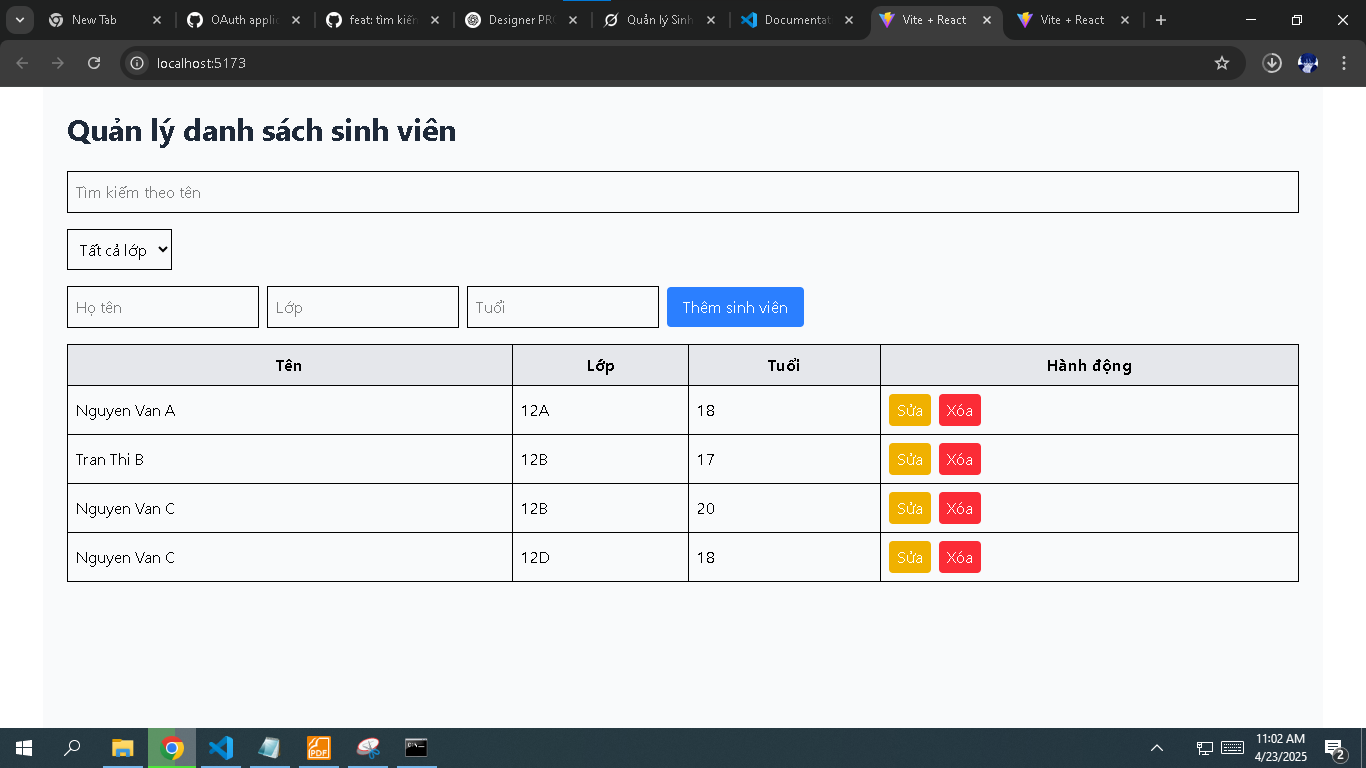 New Tab
OAuth applic
feat: tìm kiến
Designer PRO
Quản lý Sinh
Documentat
Vite + React
Vite + React
localhost:5173
Quản lý danh sách sinh viên
Tìm kiếm theo tên
Tất cả lớp
Họ tên Lớp Tuổi Thêm sinh viên
Tên Lớp Tuổi Hành động
Nguyen Van A 12A 18 Sửa Xóa
Tran Thi B 12B 17 Sửa Xóa
Nguyen Van C 12B 20 Sửa Xóa
Nguyen Van C 12D 18 Sửa Xóa
PDF
11:02 AM
4/23/2025
2